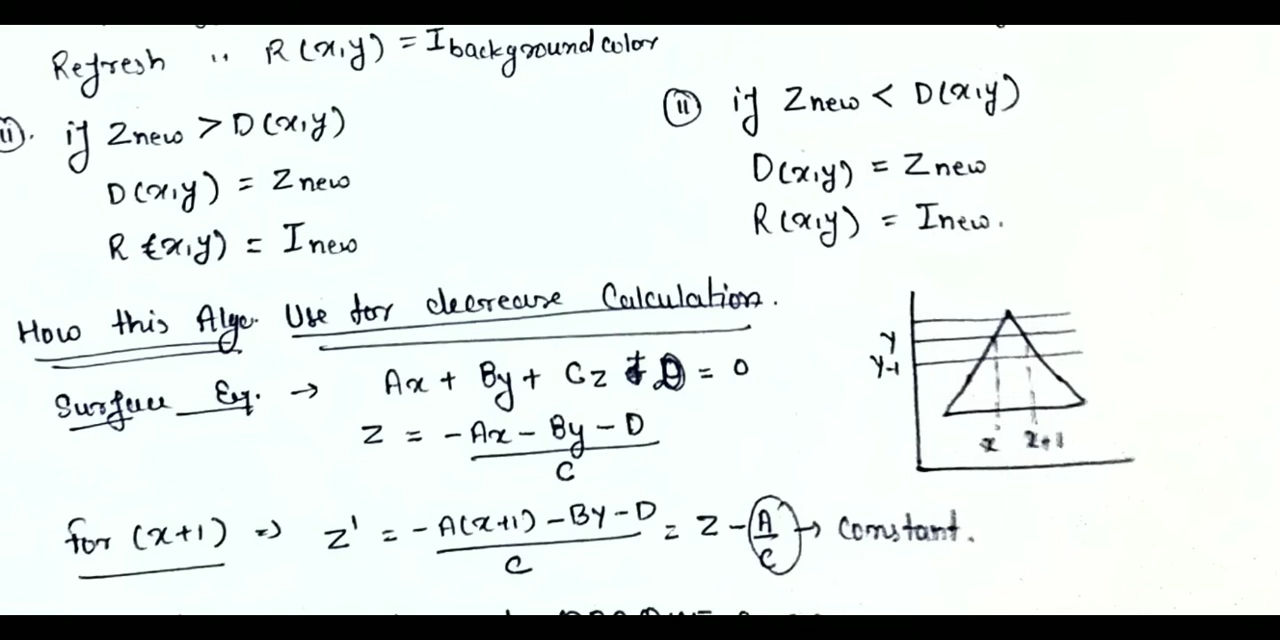 Refresh " R(x,y) = Ibackground color
(ii). if Znew > D(x,y)
D(x,y) = Znew
R(x,y) = Inew
(ii) if Znew < D(x,y)
D(x,y) = Znew
R(x,y) = Inew.
How this Algo. Use for decrease Calculation.
Surface Eq. → Ax + By + Cz + D = 0
Z = -Ax - By - D
C
y
y-1
x x+1
for (x+1) ⇒ z' = -A(x+1) - By - D = z - A → constant.
C C